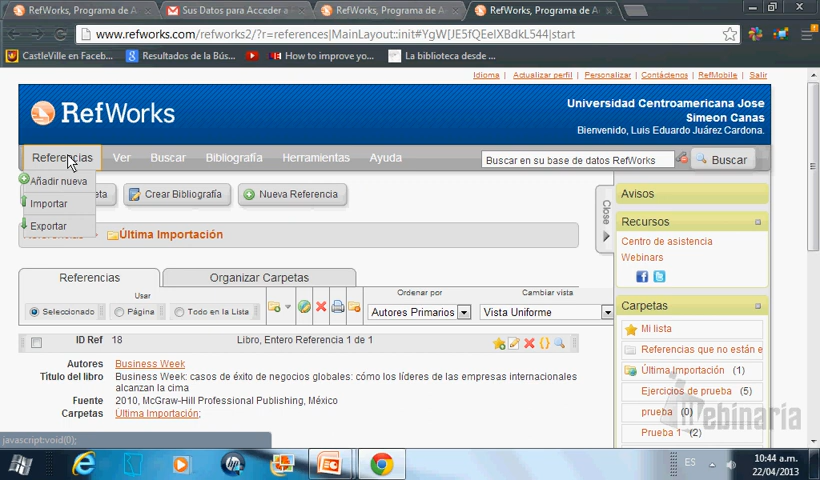 RefWorks, Programa de A
Sus Datos para Acceder a
RefWorks, Programa de A
RefWorks, Programa de A
www.refworks.com/refworks2/?r=references|MainLayout::init#YgW[JE5fQEeIXBdkL544|start
CastleVille en Faceb...
Resultados de la Bús...
How to improve yo...
La biblioteca desde...
Idioma | Actualizar perfil | Personalizar | Contáctenos | RefMobile | Salir
RefWorks
Universidad Centroamericana Jose
Simeon Canas
Bienvenido, Luis Eduardo Juárez Cardona.
Referencias Ver Buscar Bibliografía Herramientas Ayuda
Buscar en su base de datos RefWorks
Buscar
Añadir nueva
Importar
Exportar
Crear Bibliografía
Nueva Referencia
Última Importación
Close
Avisos
Recursos
Centro de asistencia
Webinars
Referencias
Organizar Carpetas
Usar
Seleccionado
Página
Todo en la Lista
Ordenar por
Autores Primarios
Cambiar vista
Vista Uniforme
ID Ref 18 Libro, Entero Referencia 1 de 1
Autores Business Week
Titulo del libro Business Week: casos de éxito de negocios globales: cómo los líderes de las empresas internacionales
alcanzan la cima
Fuente 2010, McGraw-Hill Professional Publishing, México
Carpetas Última Importación;
Carpetas
Mi lista
Referencias que no están e
Última Importación (1)
Ejercicios de prueba (5)
prueba (0)
Prueba 1 (2)
Webinaria
javascript:void(0);
ES
10:44 a.m.
22/04/2013